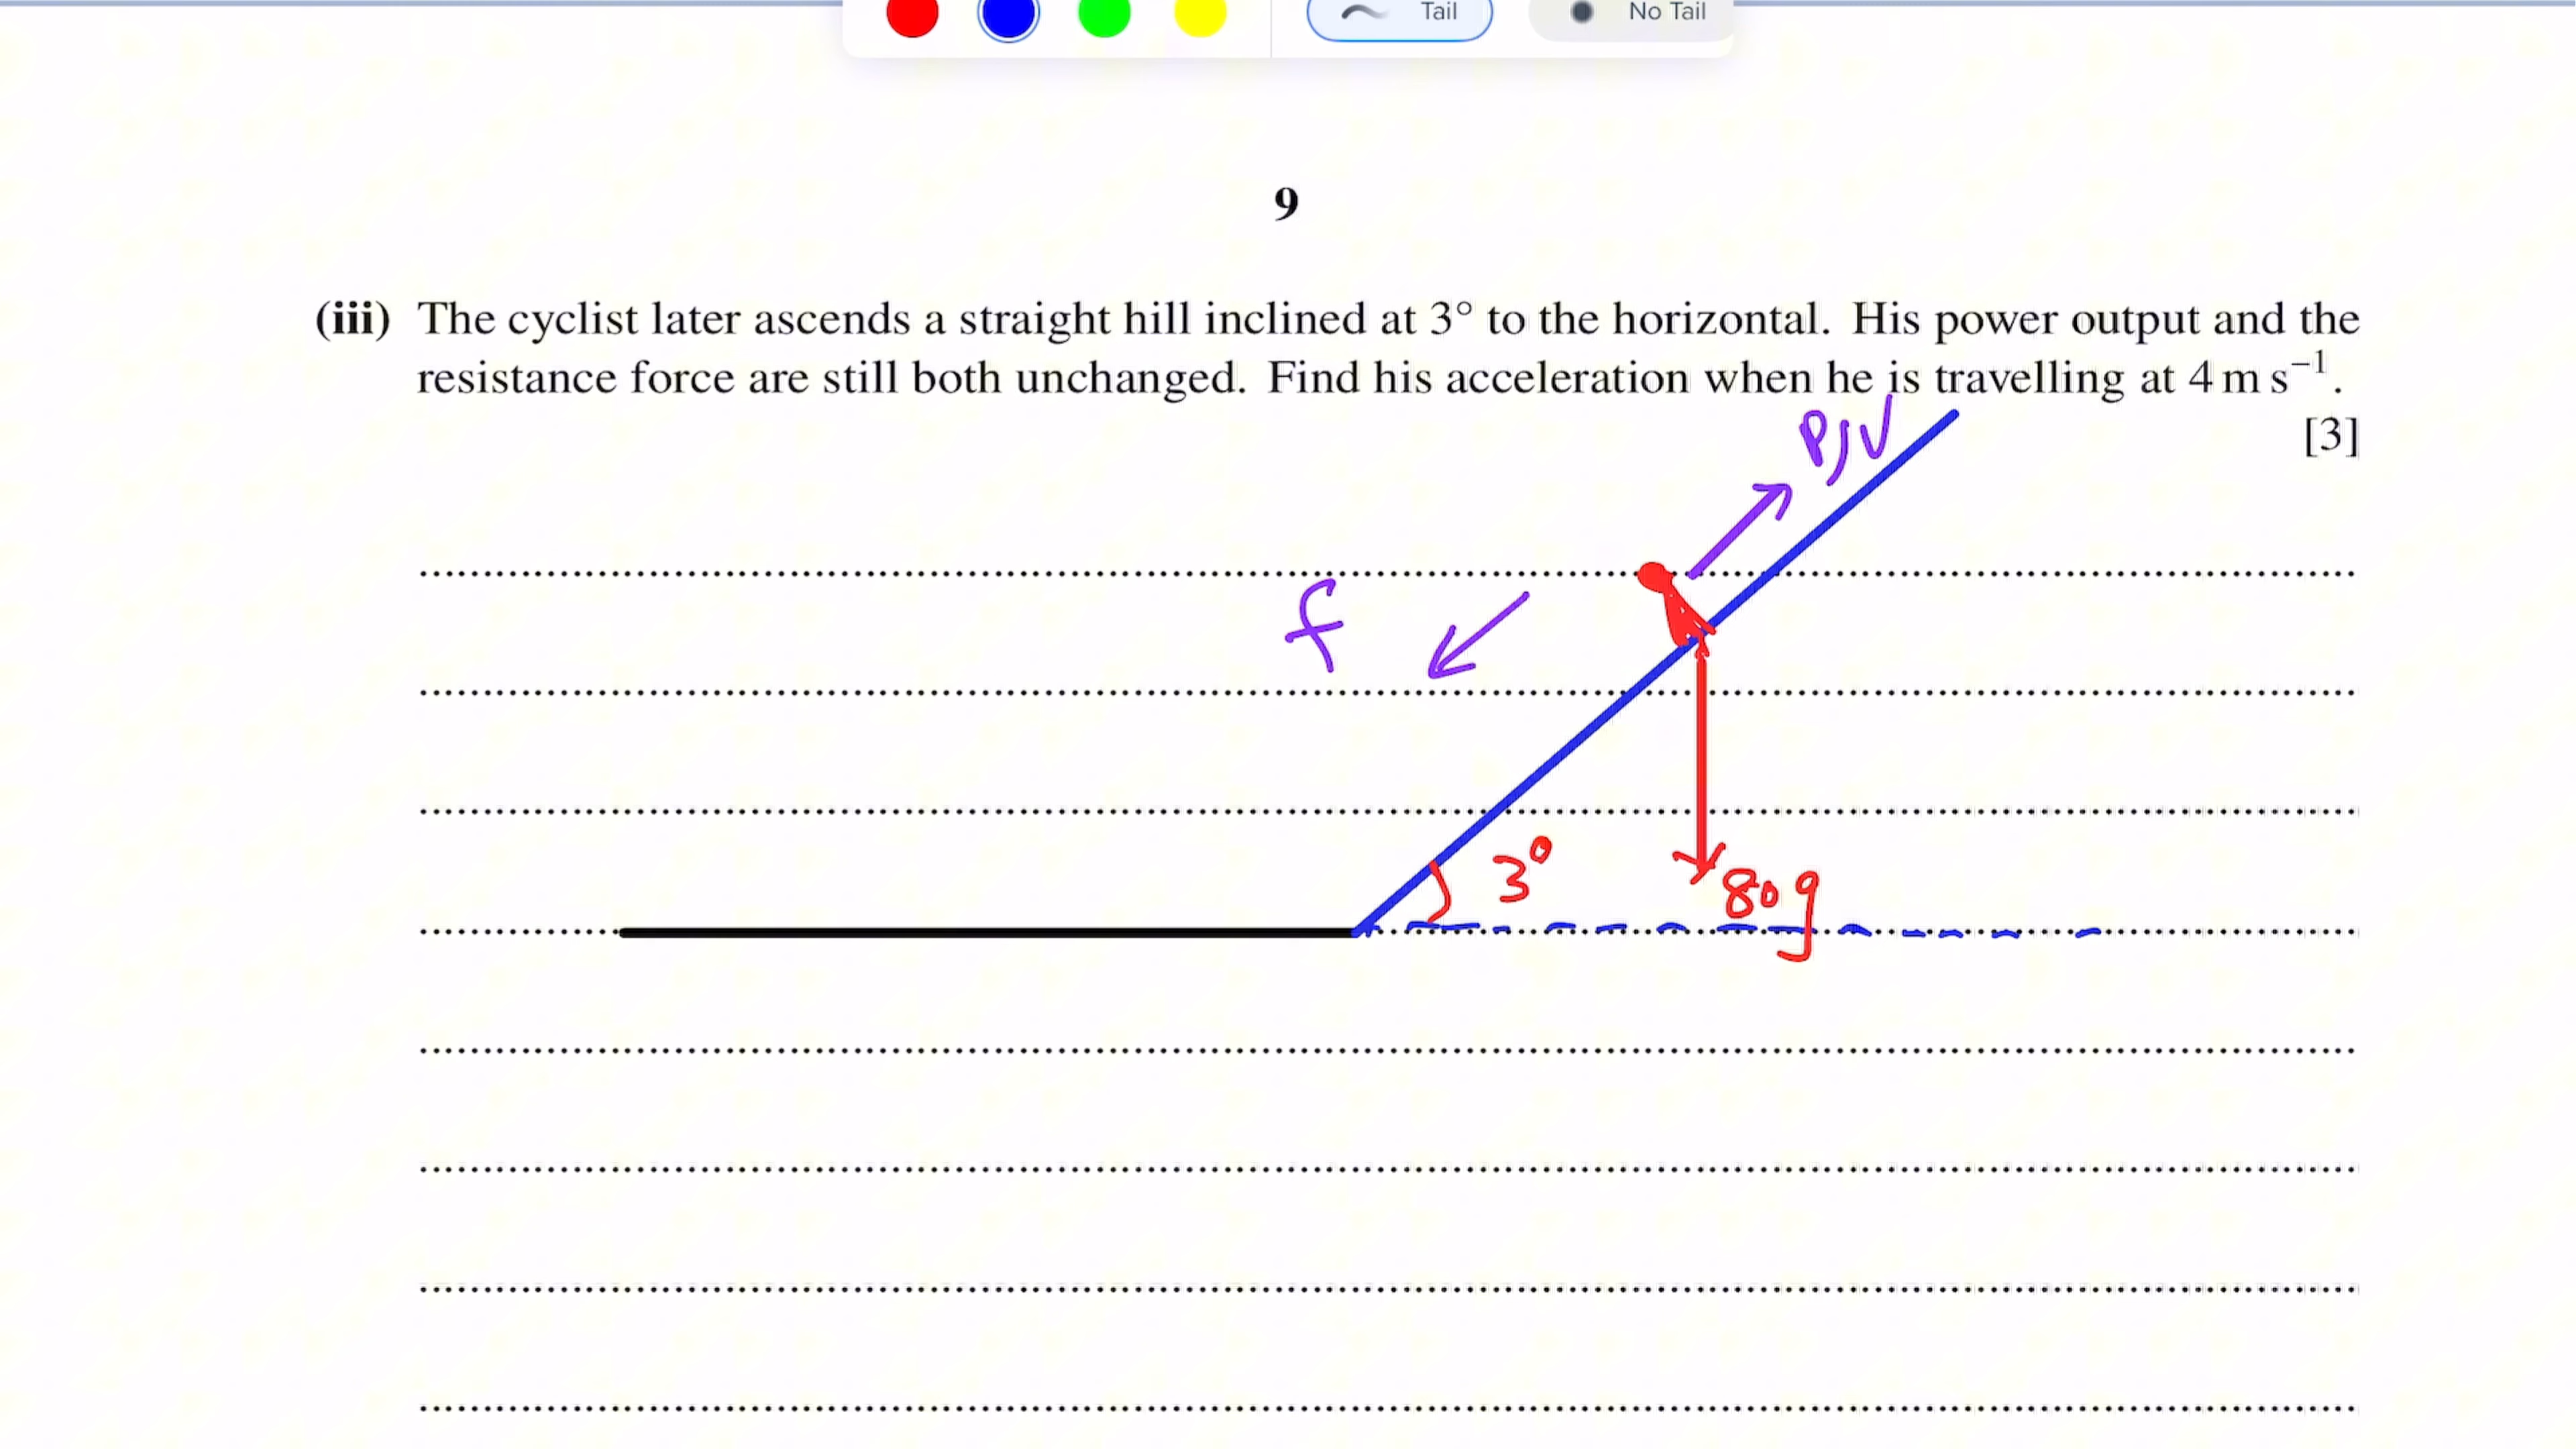 Tail No Tail
9
(iii) The cyclist later ascends a straight hill inclined at 3° to the horizontal. His power output and the
resistance force are still both unchanged. Find his acceleration when he is travelling at 4 m s⁻¹.
[3]
P, V
f
3°
80g